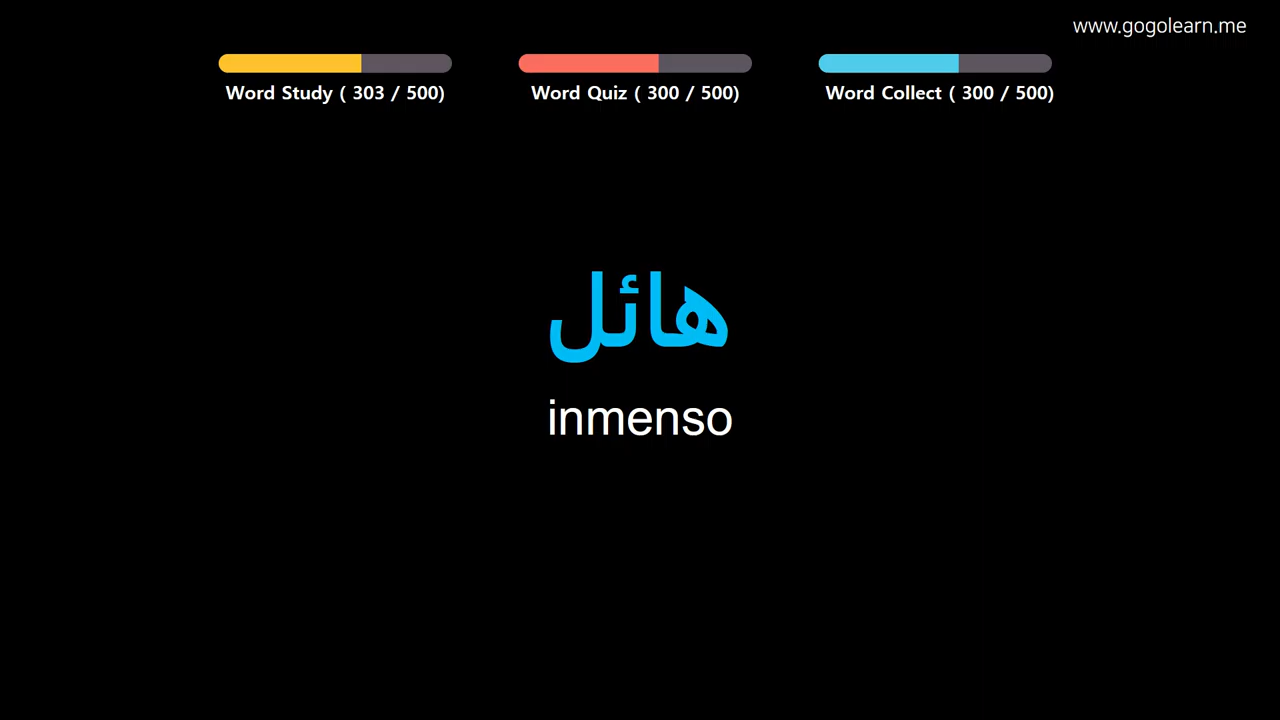 www.gogolearn.me
Word Study ( 303 / 500)
Word Quiz ( 300 / 500)
Word Collect ( 300 / 500)
هائل
inmenso